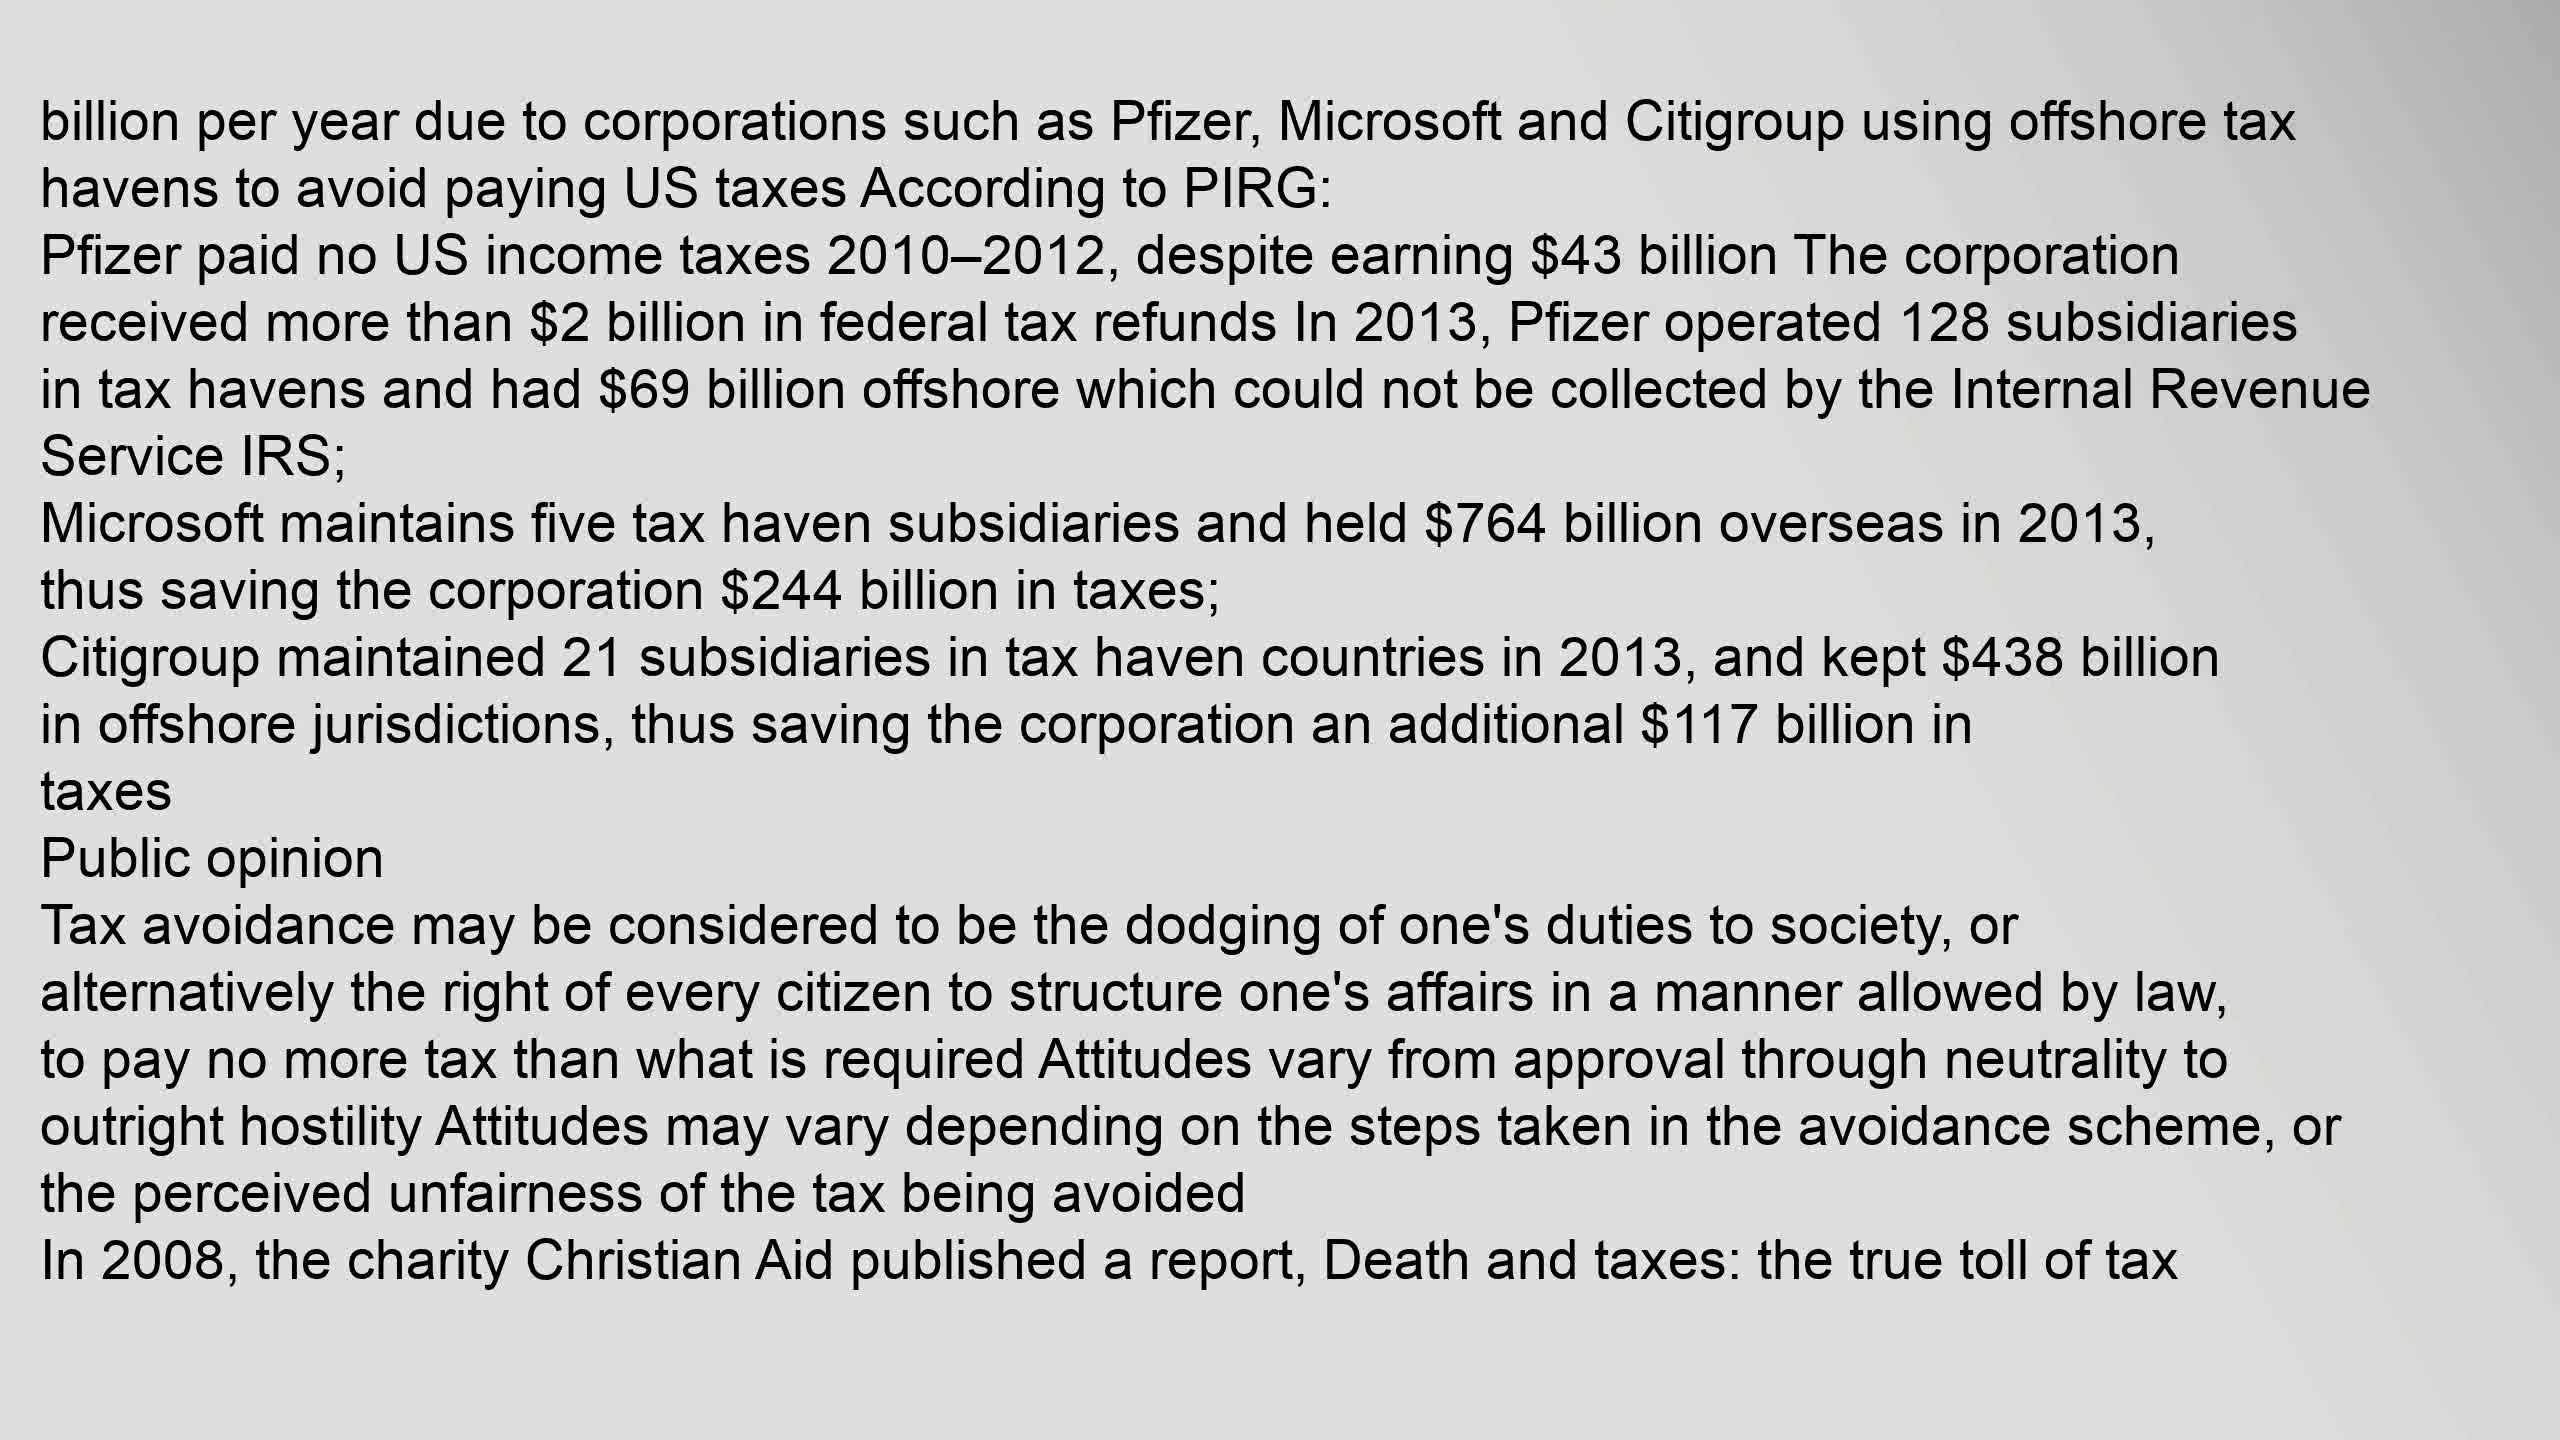 billion per year due to corporations such as Pfizer, Microsoft and Citigroup using offshore tax
havens to avoid paying US taxes According to PIRG:
Pfizer paid no US income taxes 2010–2012, despite earning $43 billion The corporation
received more than $2 billion in federal tax refunds In 2013, Pfizer operated 128 subsidiaries
in tax havens and had $69 billion offshore which could not be collected by the Internal Revenue
Service IRS;
Microsoft maintains five tax haven subsidiaries and held $764 billion overseas in 2013,
thus saving the corporation $244 billion in taxes;
Citigroup maintained 21 subsidiaries in tax haven countries in 2013, and kept $438 billion
in offshore jurisdictions, thus saving the corporation an additional $117 billion in
taxes
Public opinion
Tax avoidance may be considered to be the dodging of one's duties to society, or
alternatively the right of every citizen to structure one's affairs in a manner allowed by law,
to pay no more tax than what is required Attitudes vary from approval through neutrality to
outright hostility Attitudes may vary depending on the steps taken in the avoidance scheme, or
the perceived unfairness of the tax being avoided
In 2008, the charity Christian Aid published a report, Death and taxes: the true toll of tax